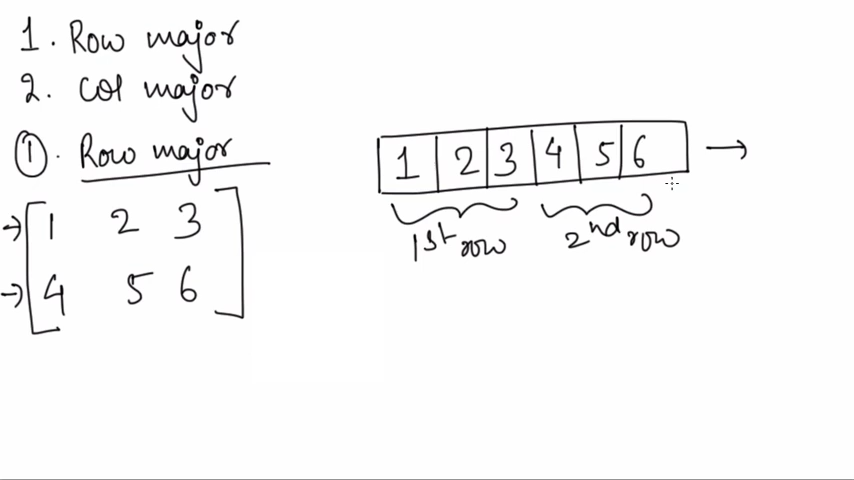 1. Row major
2. Col major
①. Row major
→ 1 2 3
→ 4 5 6
1 2 3 4 5 6 →
1st row 2nd row